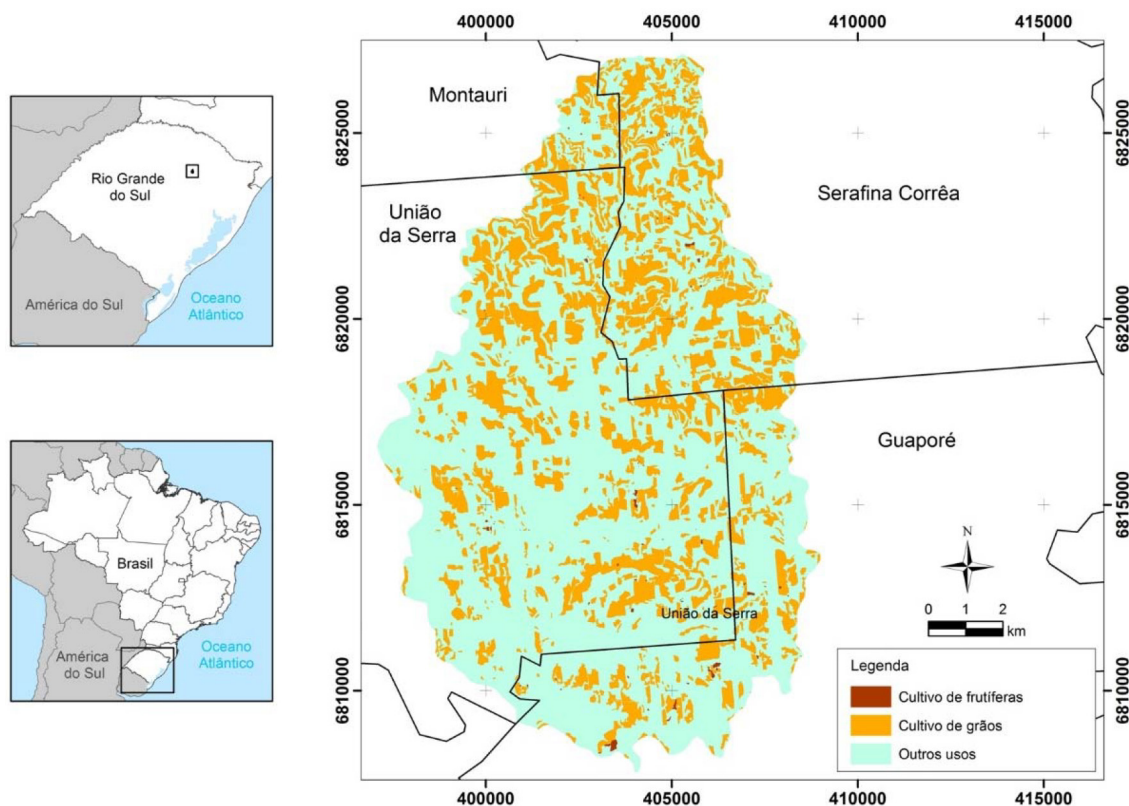 400000
405000
410000
415000
6825000
6820000
6815000
6810000
Montauri
União
da Serra
Serafina Corrêa
Guaporé
União da Serra
N
0 1 2
km
Legenda
Cultivo de frutíferas
Cultivo de grãos
Outros usos
6825000
6820000
6815000
6810000
400000
405000
410000
415000
Rio Grande
do Sul
América do Sul
Oceano
Atlântico
Brasil
América
do Sul
Oceano
Atlântico